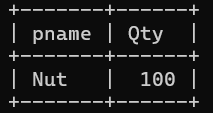 +-------+------+
| pname | Qty  |
+-------+------+
| Nut   |  100 |
+-------+------+